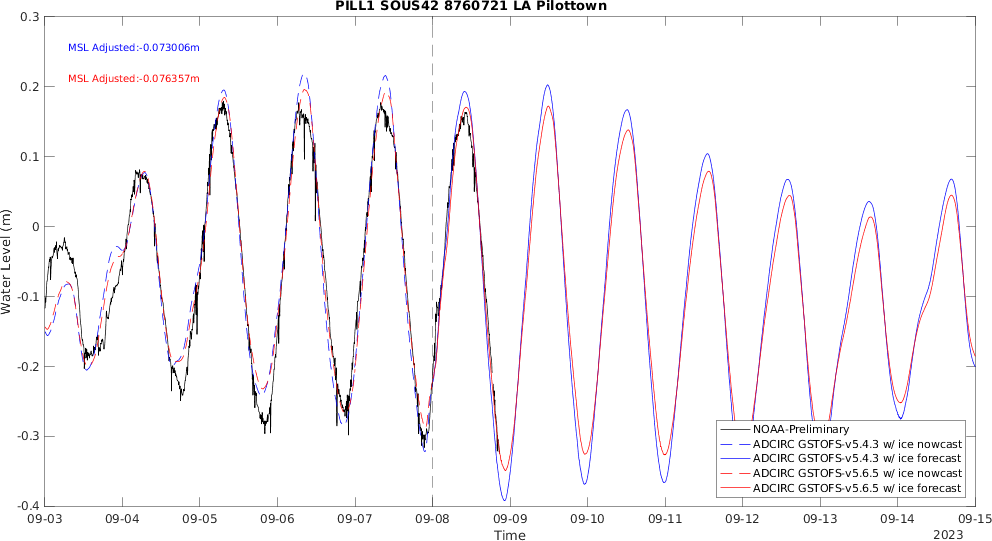 PILL1 SOUS42 8760721 LA Pilottown
MSL Adjusted:-0.073006m
MSL Adjusted:-0.076357m
Water Level (m)
0.3
0.2
0.1
0
-0.1
-0.2
-0.3
-0.4
NOAA-Preliminary
ADCIRC GSTOFS-v5.4.3 w/ ice nowcast
ADCIRC GSTOFS-v5.4.3 w/ ice forecast
ADCIRC GSTOFS-v5.6.5 w/ ice nowcast
ADCIRC GSTOFS-v5.6.5 w/ ice forecast
09-03 09-04 09-05 09-06 09-07 09-08 09-09 09-10 09-11 09-12 09-13 09-14 09-15
Time
2023